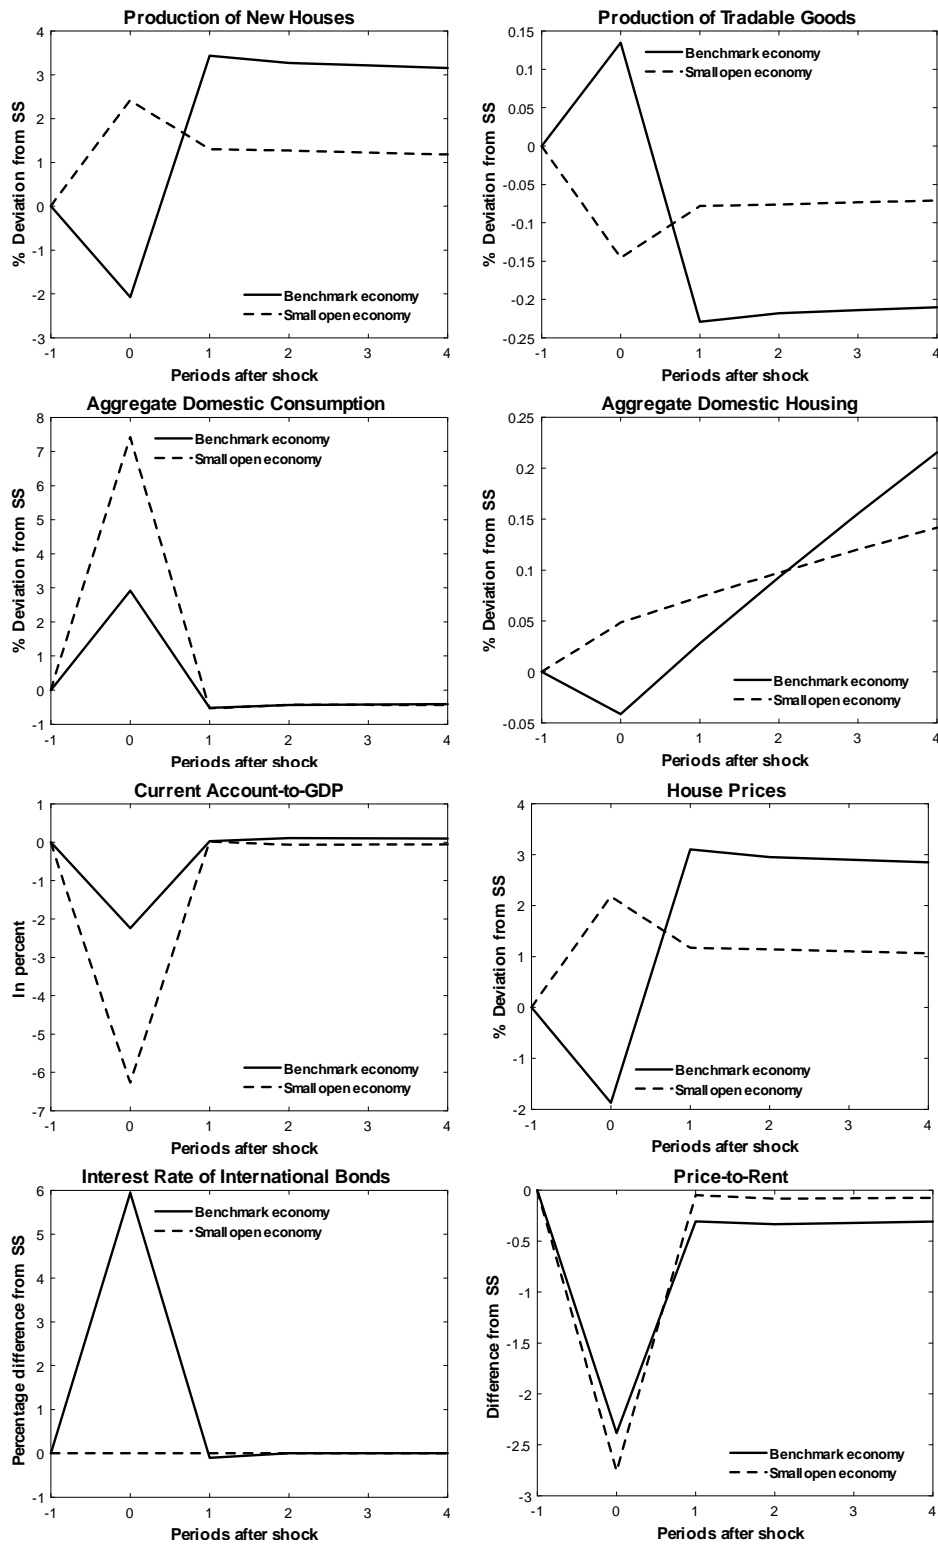 Production of New Houses
% Deviation from SS
4
3
2
1
0
-1
-2
-3
Benchmark economy
Small open economy
-1 0 1 2 3 4
Periods after shock
Production of Tradable Goods
% Deviation from SS
0.15
0.1
0.05
0
-0.05
-0.1
-0.15
-0.2
-0.25
Benchmark economy
Small open economy
-1 0 1 2 3 4
Periods after shock
Aggregate Domestic Consumption
% Deviation from SS
8
7
6
5
4
3
2
1
0
-1
Benchmark economy
Small open economy
-1 0 1 2 3 4
Periods after shock
Aggregate Domestic Housing
% Deviation from SS
0.25
0.2
0.15
0.1
0.05
0
-0.05
Benchmark economy
Small open economy
-1 0 1 2 3 4
Periods after shock
Current Account-to-GDP
In percent
1
0
-1
-2
-3
-4
-5
-6
-7
Benchmark economy
Small open economy
-1 0 1 2 3 4
Periods after shock
House Prices
% Deviation from SS
4
3
2
1
0
-1
-2
Benchmark economy
Small open economy
-1 0 1 2 3 4
Periods after shock
Interest Rate of International Bonds
Percentage difference from SS
6
5
4
3
2
1
0
-1
Benchmark economy
Small open economy
-1 0 1 2 3 4
Periods after shock
Price-to-Rent
Difference from SS
0
-0.5
-1
-1.5
-2
-2.5
-3
Benchmark economy
Small open economy
-1 0 1 2 3 4
Periods after shock